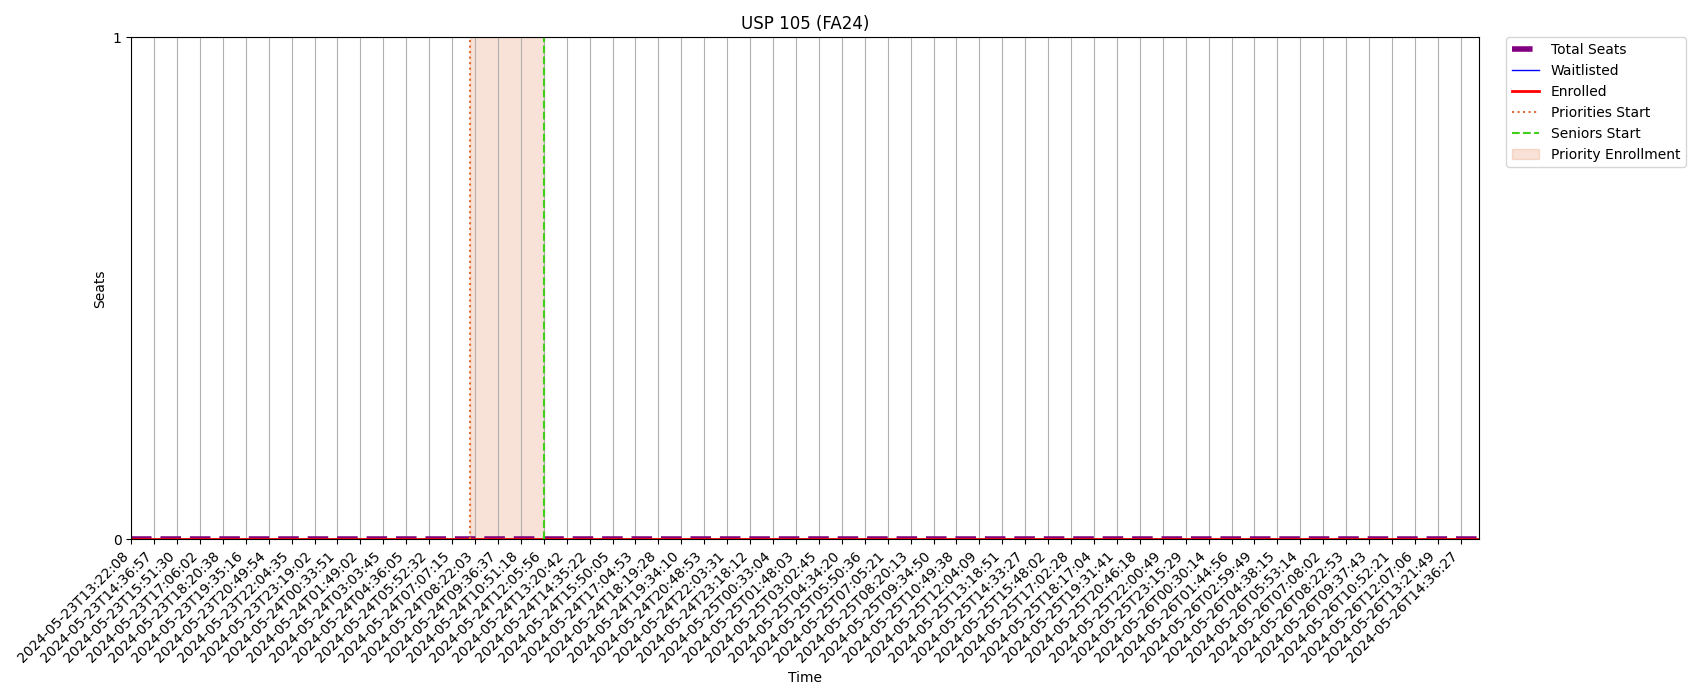 USP 105 (FA24)
1
0
Seats
Total Seats
Waitlisted
Enrolled
Priorities Start
Seniors Start
Priority Enrollment
2024-05-23T13:22:08
2024-05-23T14:36:57
2024-05-23T15:51:30
2024-05-23T17:06:02
2024-05-23T18:20:38
2024-05-23T19:35:16
2024-05-23T20:49:54
2024-05-23T22:04:35
2024-05-23T23:19:02
2024-05-24T00:33:51
2024-05-24T01:49:02
2024-05-24T03:03:45
2024-05-24T04:36:05
2024-05-24T05:52:32
2024-05-24T07:07:15
2024-05-24T08:22:03
2024-05-24T09:36:37
2024-05-24T10:51:18
2024-05-24T12:05:56
2024-05-24T13:20:42
2024-05-24T14:35:22
2024-05-24T15:50:05
2024-05-24T17:04:53
2024-05-24T18:19:28
2024-05-24T19:34:10
2024-05-24T20:48:53
2024-05-24T22:03:31
2024-05-24T23:18:12
2024-05-25T00:33:04
2024-05-25T01:48:03
2024-05-25T03:02:45
2024-05-25T04:34:20
2024-05-25T05:50:36
2024-05-25T07:05:21
2024-05-25T08:20:13
2024-05-25T09:34:50
2024-05-25T10:49:38
2024-05-25T12:04:09
2024-05-25T13:18:51
2024-05-25T14:33:27
2024-05-25T15:48:02
2024-05-25T17:02:28
2024-05-25T18:17:04
2024-05-25T19:31:41
2024-05-25T20:46:18
2024-05-25T22:00:49
2024-05-25T23:15:29
2024-05-26T00:30:14
2024-05-26T01:44:56
2024-05-26T02:59:49
2024-05-26T04:38:15
2024-05-26T05:53:14
2024-05-26T07:08:02
2024-05-26T08:22:53
2024-05-26T09:37:43
2024-05-26T10:52:21
2024-05-26T12:07:06
2024-05-26T13:21:49
2024-05-26T14:36:27
Time